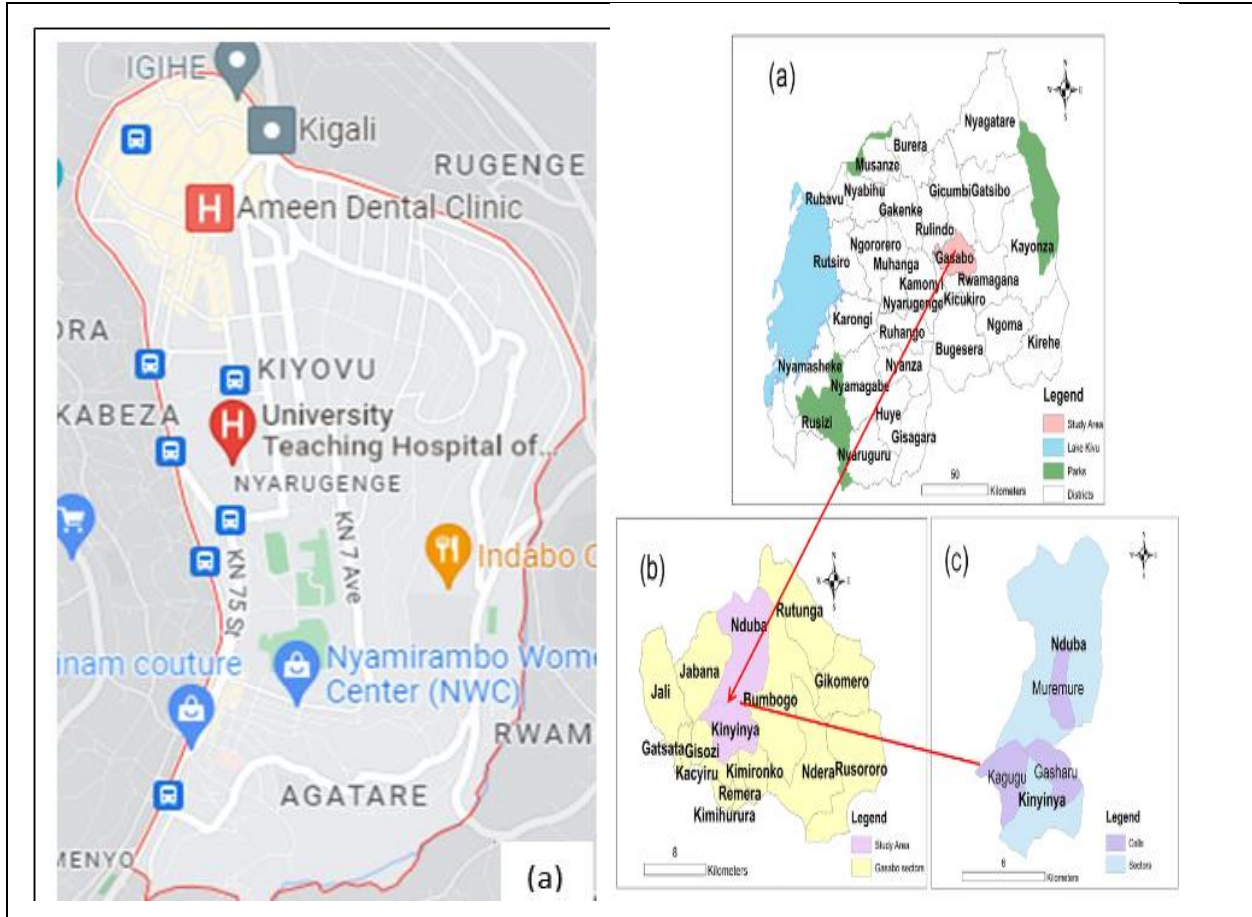 IGIHE
Kigali
RUGENGE
Ameen Dental Clinic
ORA
KIYOVU
KABEZA
University
Teaching Hospital of...
NYARUGENGE
KN 7 Ave
Indabo C
KN 75 St
inam couture
Nyamirambo Wome
Center (NWC)
RWAM
AGATARE
MENYO
(a)
(a)
N
W E
S
Nyagatare
Burera
Musanze
Nyabihu
Gicumbi
Gatsibo
Rubavu
Gakenke
Rulindo
Kayonza
Ngororero
Gasabo
Rutsiro
Muhanga
Rwamagana
Kamonyi
Kicukiro
Nyarugenge
Karongi
Ngoma
Ruhango
Kirehe
Bugesera
Nyamasheke
Nyanza
Nyamagabe
Huye
Rusizi
Gisagara
Nyaruguru
Legend
Study Area
Lake Kivu
Parks
Districts
50
Kilometers
(b)
N
W E
S
Rutunga
Nduba
Jabana
Gikomero
Jali
Bumbogo
Kinyinya
Gatsata
Gisozi
Kacyiru
Kimironko
Ndera
Rusororo
Remera
Kimihurura
Legend
Study Area
Gasabo sectors
8
Kilometers
(c)
N
W E
S
Nduba
Muremure
Kagugu
Gasharu
Kinyinya
Legend
Cells
Sectors
6
Kilometers